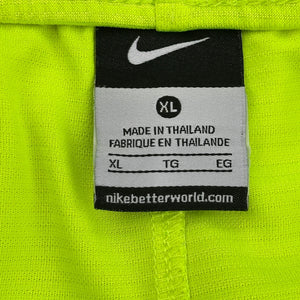 XL
MADE IN THAILAND
FABRIQUE EN THAILANDE
XL TG EG
nikebetterworld.com